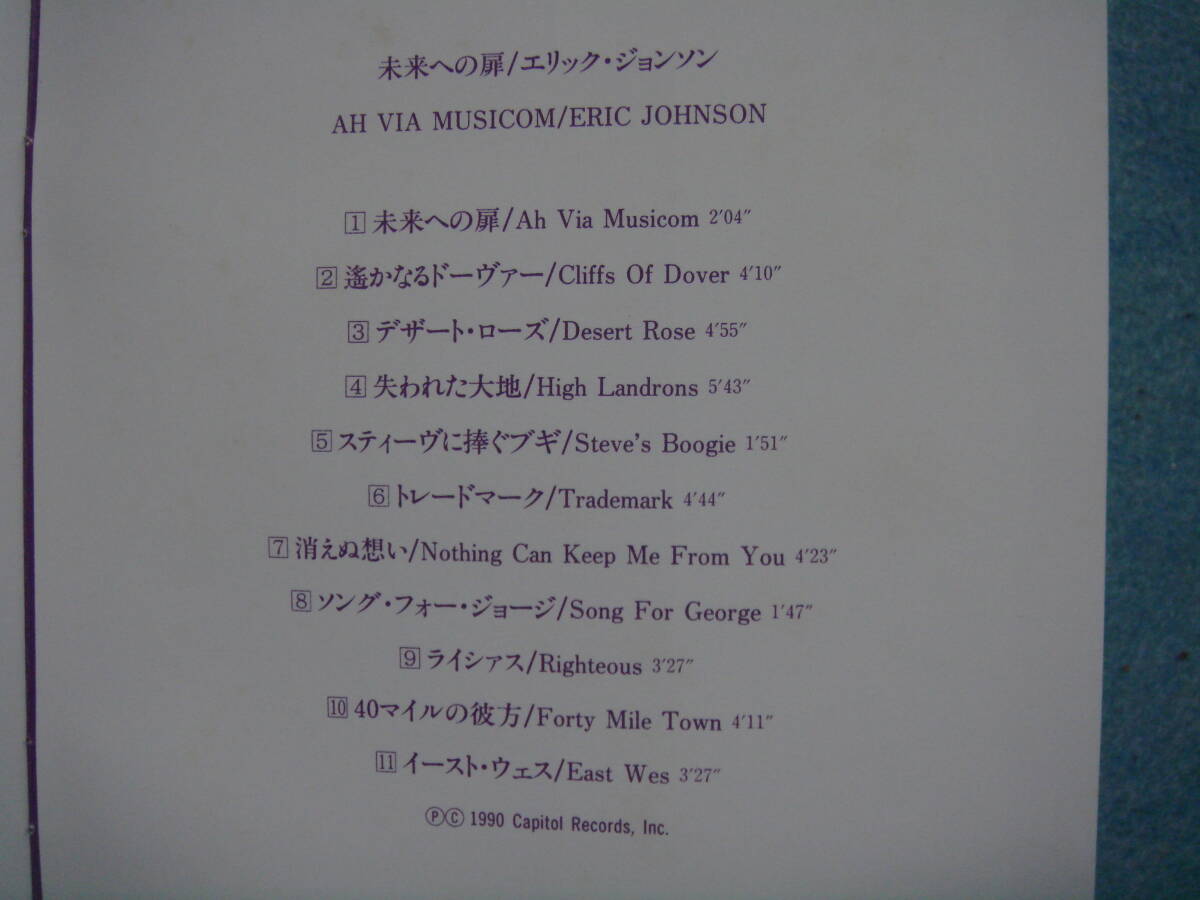 未来への扉/エリック・ジョンソン
AH VIA MUSICOM/ERIC JOHNSON
1 未来への扉/Ah Via Musicom 2′04″
2 遙かなるドーヴァー/Cliffs Of Dover 4′10″
3 デザート・ローズ/Desert Rose 4′55″
4 失われた大地/High Landrons 5′43″
5 スティーヴに捧ぐブギ/Steve's Boogie 1′51″
6 トレードマーク/Trademark 4′44″
7 消えぬ想い/Nothing Can Keep Me From You 4′23″
8 ソング・フォー・ジョージ/Song For George 1′47″
9 ライシァス/Righteous 3′27″
10 40マイルの彼方/Forty Mile Town 4′11″
11 イースト・ウェス/East Wes 3′27″
ⓅⒸ 1990 Capitol Records, Inc.